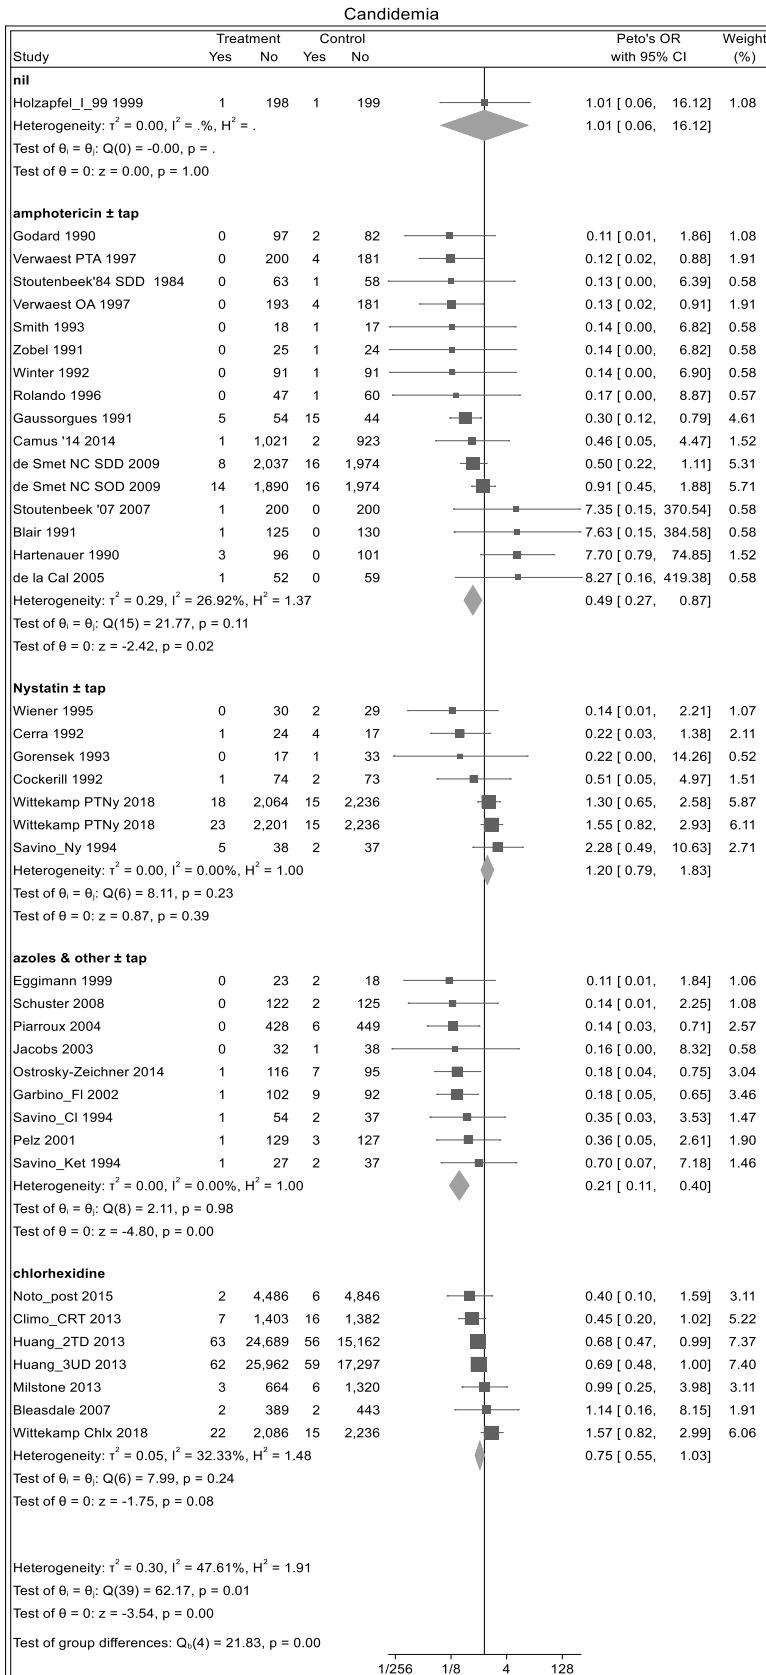 Candidemia
Treatment Control Peto's OR Weight
Study Yes No Yes No with 95% CI (%)
nil
Holzapfel_I_99 1999 1 198 1 199 1.01 [ 0.06, 16.12] 1.08
Heterogeneity: τ² = 0.00, I² = .%, H² = . 1.01 [ 0.06, 16.12]
Test of θᵢ = θⱼ: Q(0) = -0.00, p = .
Test of θ = 0: z = 0.00, p = 1.00
amphotericin ± tap
Godard 1990 0 97 2 82 0.11 [ 0.01, 1.86] 1.08
Verwaest PTA 1997 0 200 4 181 0.12 [ 0.02, 0.88] 1.91
Stoutenbeek'84 SDD 1984 0 63 1 58 0.13 [ 0.00, 6.39] 0.58
Verwaest OA 1997 0 193 4 181 0.13 [ 0.02, 0.91] 1.91
Smith 1993 0 18 1 17 0.14 [ 0.00, 6.82] 0.58
Zobel 1991 0 25 1 24 0.14 [ 0.00, 6.82] 0.58
Winter 1992 0 91 1 91 0.14 [ 0.00, 6.90] 0.58
Rolando 1996 0 47 1 60 0.17 [ 0.00, 8.87] 0.57
Gaussorgues 1991 5 54 15 44 0.30 [ 0.12, 0.79] 4.61
Camus '14 2014 1 1,021 2 923 0.46 [ 0.05, 4.47] 1.52
de Smet NC SDD 2009 8 2,037 16 1,974 0.50 [ 0.22, 1.11] 5.31
de Smet NC SOD 2009 14 1,890 16 1,974 0.91 [ 0.45, 1.88] 5.71
Stoutenbeek '07 2007 1 200 0 200 7.35 [ 0.15, 370.54] 0.58
Blair 1991 1 125 0 130 7.63 [ 0.15, 384.58] 0.58
Hartenauer 1990 3 96 0 101 7.70 [ 0.79, 74.85] 1.52
de la Cal 2005 1 52 0 59 8.27 [ 0.16, 419.38] 0.58
Heterogeneity: τ² = 0.29, I² = 26.92%, H² = 1.37 0.49 [ 0.27, 0.87]
Test of θᵢ = θⱼ: Q(15) = 21.77, p = 0.11
Test of θ = 0: z = -2.42, p = 0.02
Nystatin ± tap
Wiener 1995 0 30 2 29 0.14 [ 0.01, 2.21] 1.07
Cerra 1992 1 24 4 17 0.22 [ 0.03, 1.38] 2.11
Gorensek 1993 0 17 1 33 0.22 [ 0.00, 14.26] 0.52
Cockerill 1992 1 74 2 73 0.51 [ 0.05, 4.97] 1.51
Wittekamp PTNy 2018 18 2,064 15 2,236 1.30 [ 0.65, 2.58] 5.87
Wittekamp PTNy 2018 23 2,201 15 2,236 1.55 [ 0.82, 2.93] 6.11
Savino_Ny 1994 5 38 2 37 2.28 [ 0.49, 10.63] 2.71
Heterogeneity: τ² = 0.00, I² = 0.00%, H² = 1.00 1.20 [ 0.79, 1.83]
Test of θᵢ = θⱼ: Q(6) = 8.11, p = 0.23
Test of θ = 0: z = 0.87, p = 0.39
azoles & other ± tap
Eggimann 1999 0 23 2 18 0.11 [ 0.01, 1.84] 1.06
Schuster 2008 0 122 2 125 0.14 [ 0.01, 2.25] 1.08
Piarroux 2004 0 428 6 449 0.14 [ 0.03, 0.71] 2.57
Jacobs 2003 0 32 1 38 0.16 [ 0.00, 8.32] 0.58
Ostrosky-Zeichner 2014 1 116 7 95 0.18 [ 0.04, 0.75] 3.04
Garbino_Fl 2002 1 102 9 92 0.18 [ 0.05, 0.65] 3.46
Savino_Cl 1994 1 54 2 37 0.35 [ 0.03, 3.53] 1.47
Pelz 2001 1 129 3 127 0.36 [ 0.05, 2.61] 1.90
Savino_Ket 1994 1 27 2 37 0.70 [ 0.07, 7.18] 1.46
Heterogeneity: τ² = 0.00, I² = 0.00%, H² = 1.00 0.21 [ 0.11, 0.40]
Test of θᵢ = θⱼ: Q(8) = 2.11, p = 0.98
Test of θ = 0: z = -4.80, p = 0.00
chlorhexidine
Noto_post 2015 2 4,486 6 4,846 0.40 [ 0.10, 1.59] 3.11
Climo_CRT 2013 7 1,403 16 1,382 0.45 [ 0.20, 1.02] 5.22
Huang_2TD 2013 63 24,689 56 15,162 0.68 [ 0.47, 0.99] 7.37
Huang_3UD 2013 62 25,962 59 17,297 0.69 [ 0.48, 1.00] 7.40
Milstone 2013 3 664 6 1,320 0.99 [ 0.25, 3.98] 3.11
Bleasdale 2007 2 389 2 443 1.14 [ 0.16, 8.15] 1.91
Wittekamp Chlx 2018 22 2,086 15 2,236 1.57 [ 0.82, 2.99] 6.06
Heterogeneity: τ² = 0.05, I² = 32.33%, H² = 1.48 0.75 [ 0.55, 1.03]
Test of θᵢ = θⱼ: Q(6) = 7.99, p = 0.24
Test of θ = 0: z = -1.75, p = 0.08
Heterogeneity: τ² = 0.30, I² = 47.61%, H² = 1.91
Test of θᵢ = θⱼ: Q(39) = 62.17, p = 0.01
Test of θ = 0: z = -3.54, p = 0.00
Test of group differences: Q_b(4) = 21.83, p = 0.00
1/256 1/8 4 128